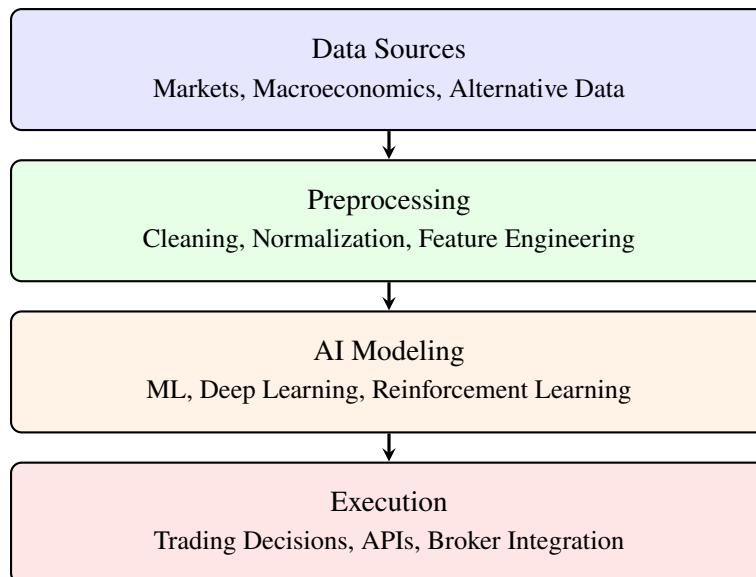 Data Sources
Markets, Macroeconomics, Alternative Data
Preprocessing
Cleaning, Normalization, Feature Engineering
AI Modeling
ML, Deep Learning, Reinforcement Learning
Execution
Trading Decisions, APIs, Broker Integration